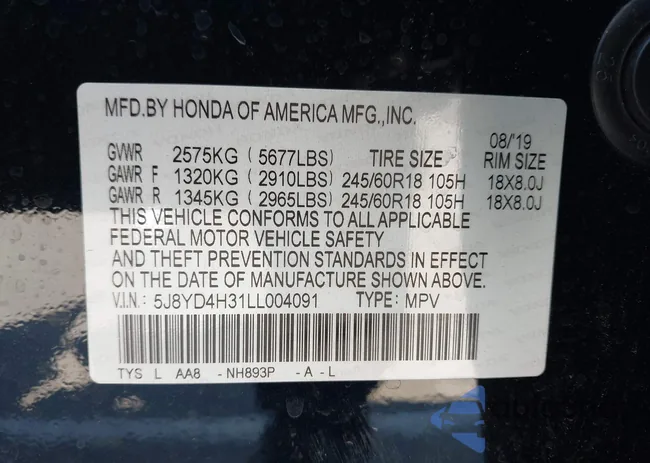 MFD.BY HONDA OF AMERICA MFG.,INC.
08/'19
GVWR 2575KG ( 5677LBS) TIRE SIZE RIM SIZE
GAWR F 1320KG ( 2910LBS) 245/60R18 105H 18X8.0J
GAWR R 1345KG ( 2965LBS) 245/60R18 105H 18X8.0J
THIS VEHICLE CONFORMS TO ALL APPLICABLE
FEDERAL MOTOR VEHICLE SAFETY
AND THEFT PREVENTION STANDARDS IN EFFECT
ON THE DATE OF MANUFACTURE SHOWN ABOVE.
V.I.N.: 5J8YD4H31LL004091 TYPE: MPV
TYS L AA8 - NH893P - A - L